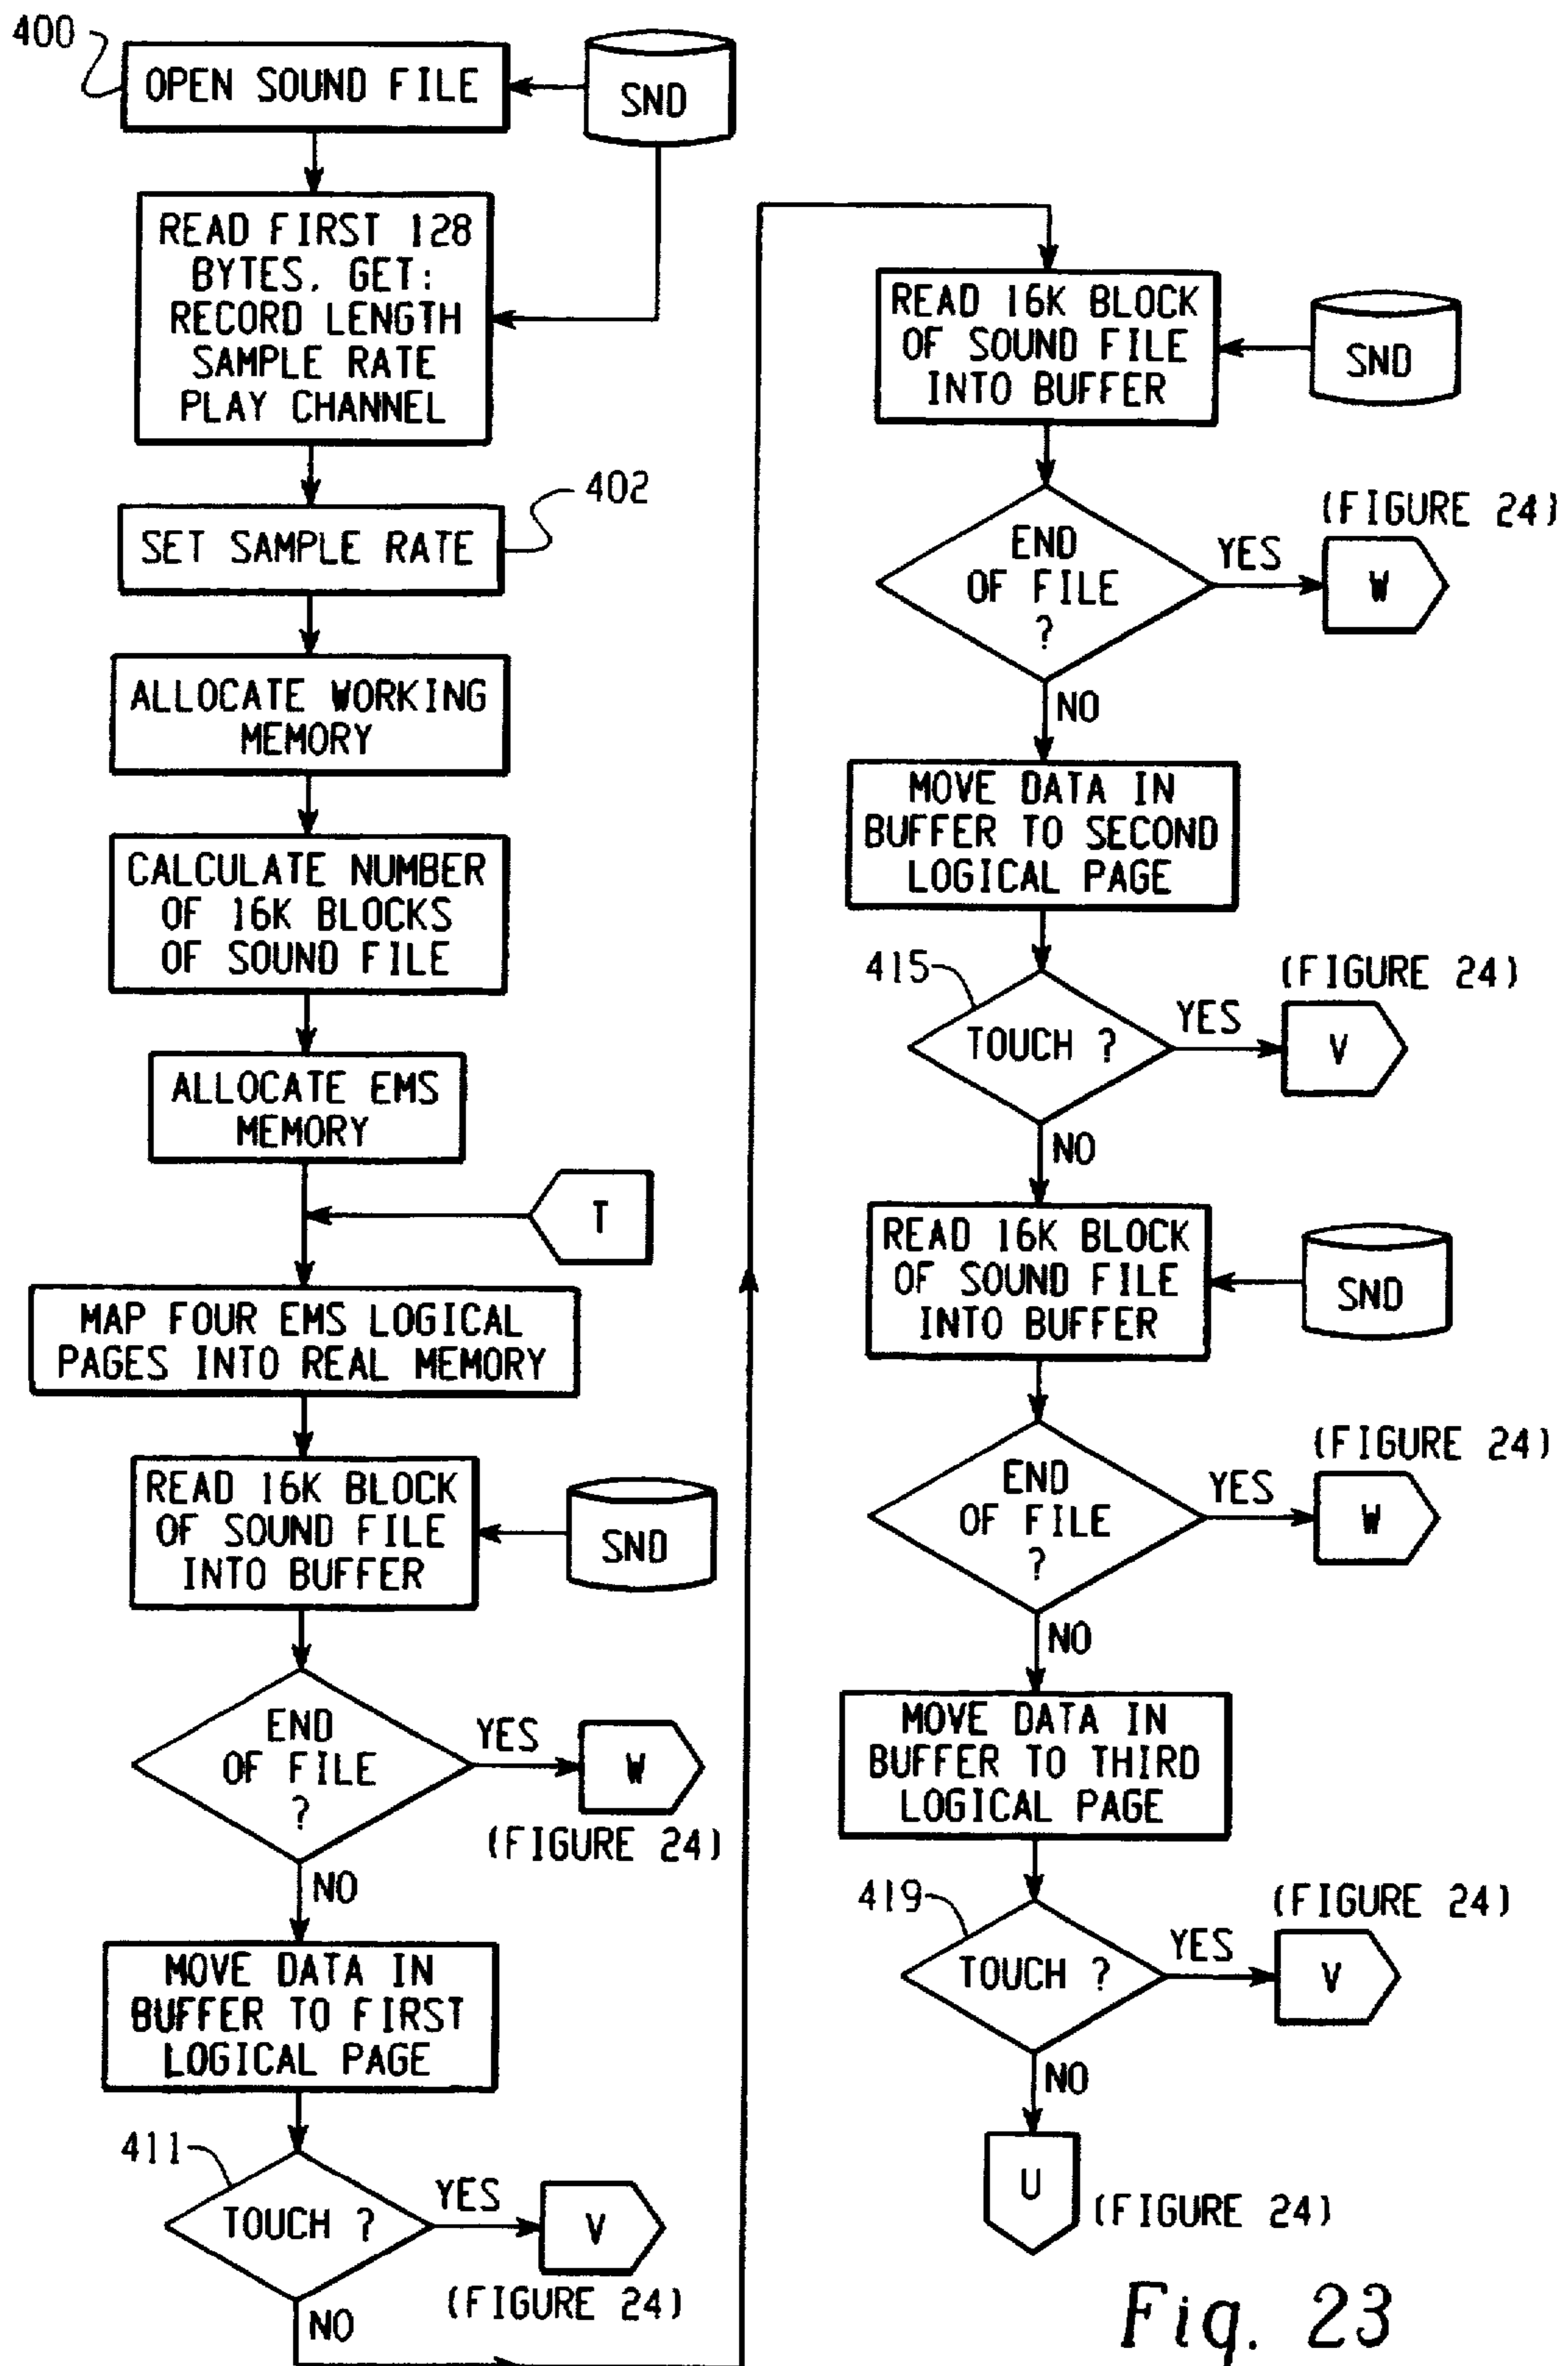 400
OPEN SOUND FILE
SND
READ FIRST 128
BYTES. GET:
RECORD LENGTH
SAMPLE RATE
PLAY CHANNEL
402
SET SAMPLE RATE
ALLOCATE WORKING
MEMORY
CALCULATE NUMBER
OF 16K BLOCKS
OF SOUND FILE
ALLOCATE EMS
MEMORY
T
MAP FOUR EMS LOGICAL
PAGES INTO REAL MEMORY
READ 16K BLOCK
OF SOUND FILE
INTO BUFFER
SND
END
OF FILE
?
YES
W
(FIGURE 24)
NO
MOVE DATA IN
BUFFER TO FIRST
LOGICAL PAGE
411
TOUCH ?
YES
V
(FIGURE 24)
NO
READ 16K BLOCK
OF SOUND FILE
INTO BUFFER
SND
END
OF FILE
?
YES
(FIGURE 24)
W
NO
MOVE DATA IN
BUFFER TO SECOND
LOGICAL PAGE
415
TOUCH ?
YES
(FIGURE 24)
V
NO
READ 16K BLOCK
OF SOUND FILE
INTO BUFFER
SND
END
OF FILE
?
YES
(FIGURE 24)
W
NO
MOVE DATA IN
BUFFER TO THIRD
LOGICAL PAGE
419
TOUCH ?
YES
(FIGURE 24)
V
NO
U
(FIGURE 24)
Fig. 23